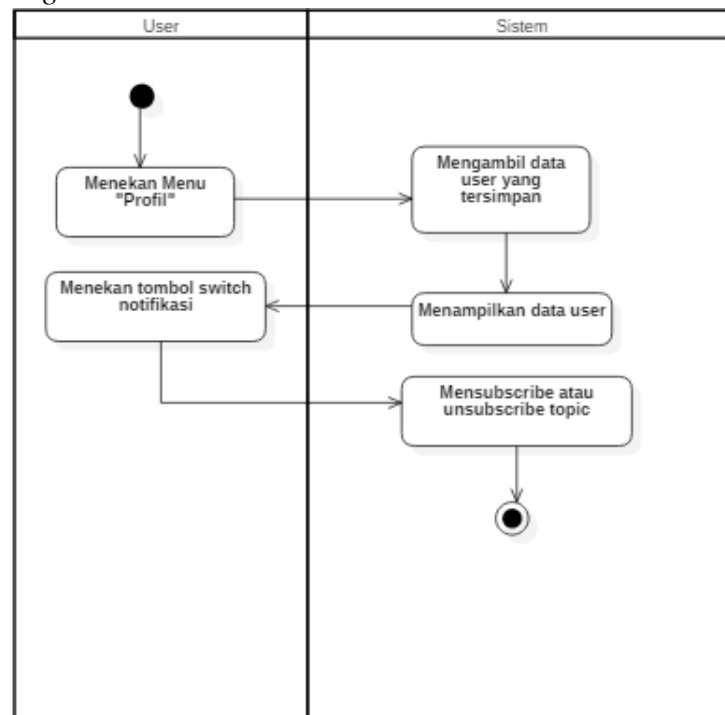 User
Sistem
Menekan Menu
"Profil"
Mengambil data
user yang
tersimpan
Menampilkan data user
Menekan tombol switch
notifikasi
Mensubscribe atau
unsubscribe topic